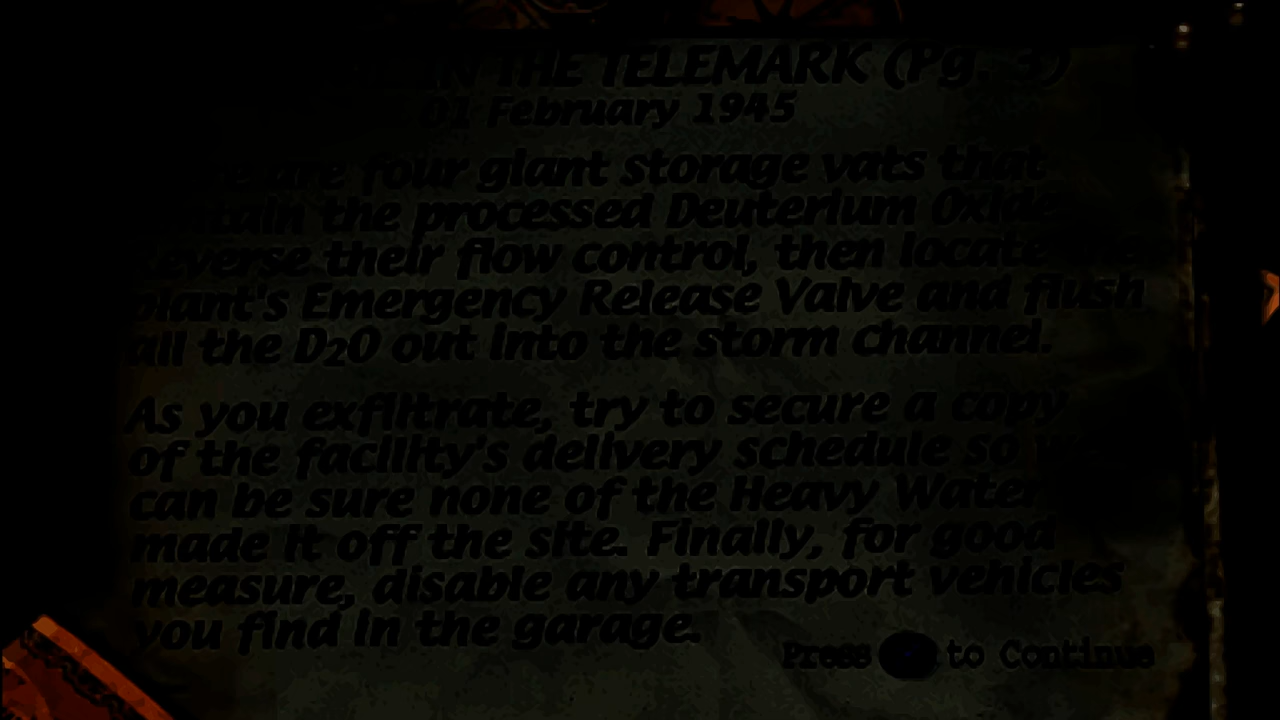 IN THE TELEMARK (Pg. 3)
01 February 1945
are four giant storage vats that
the processed Deuterium Oxide.
Reverse their flow control, then locate the
plant's Emergency Release Valve and flush
all the D₂O out into the storm channel.
As you exfiltrate, try to secure a copy
of the facility's delivery schedule so we
can be sure none of the Heavy Water
made it off the site. Finally, for good
measure, disable any transport vehicles
you find in the garage.
Press to Continue